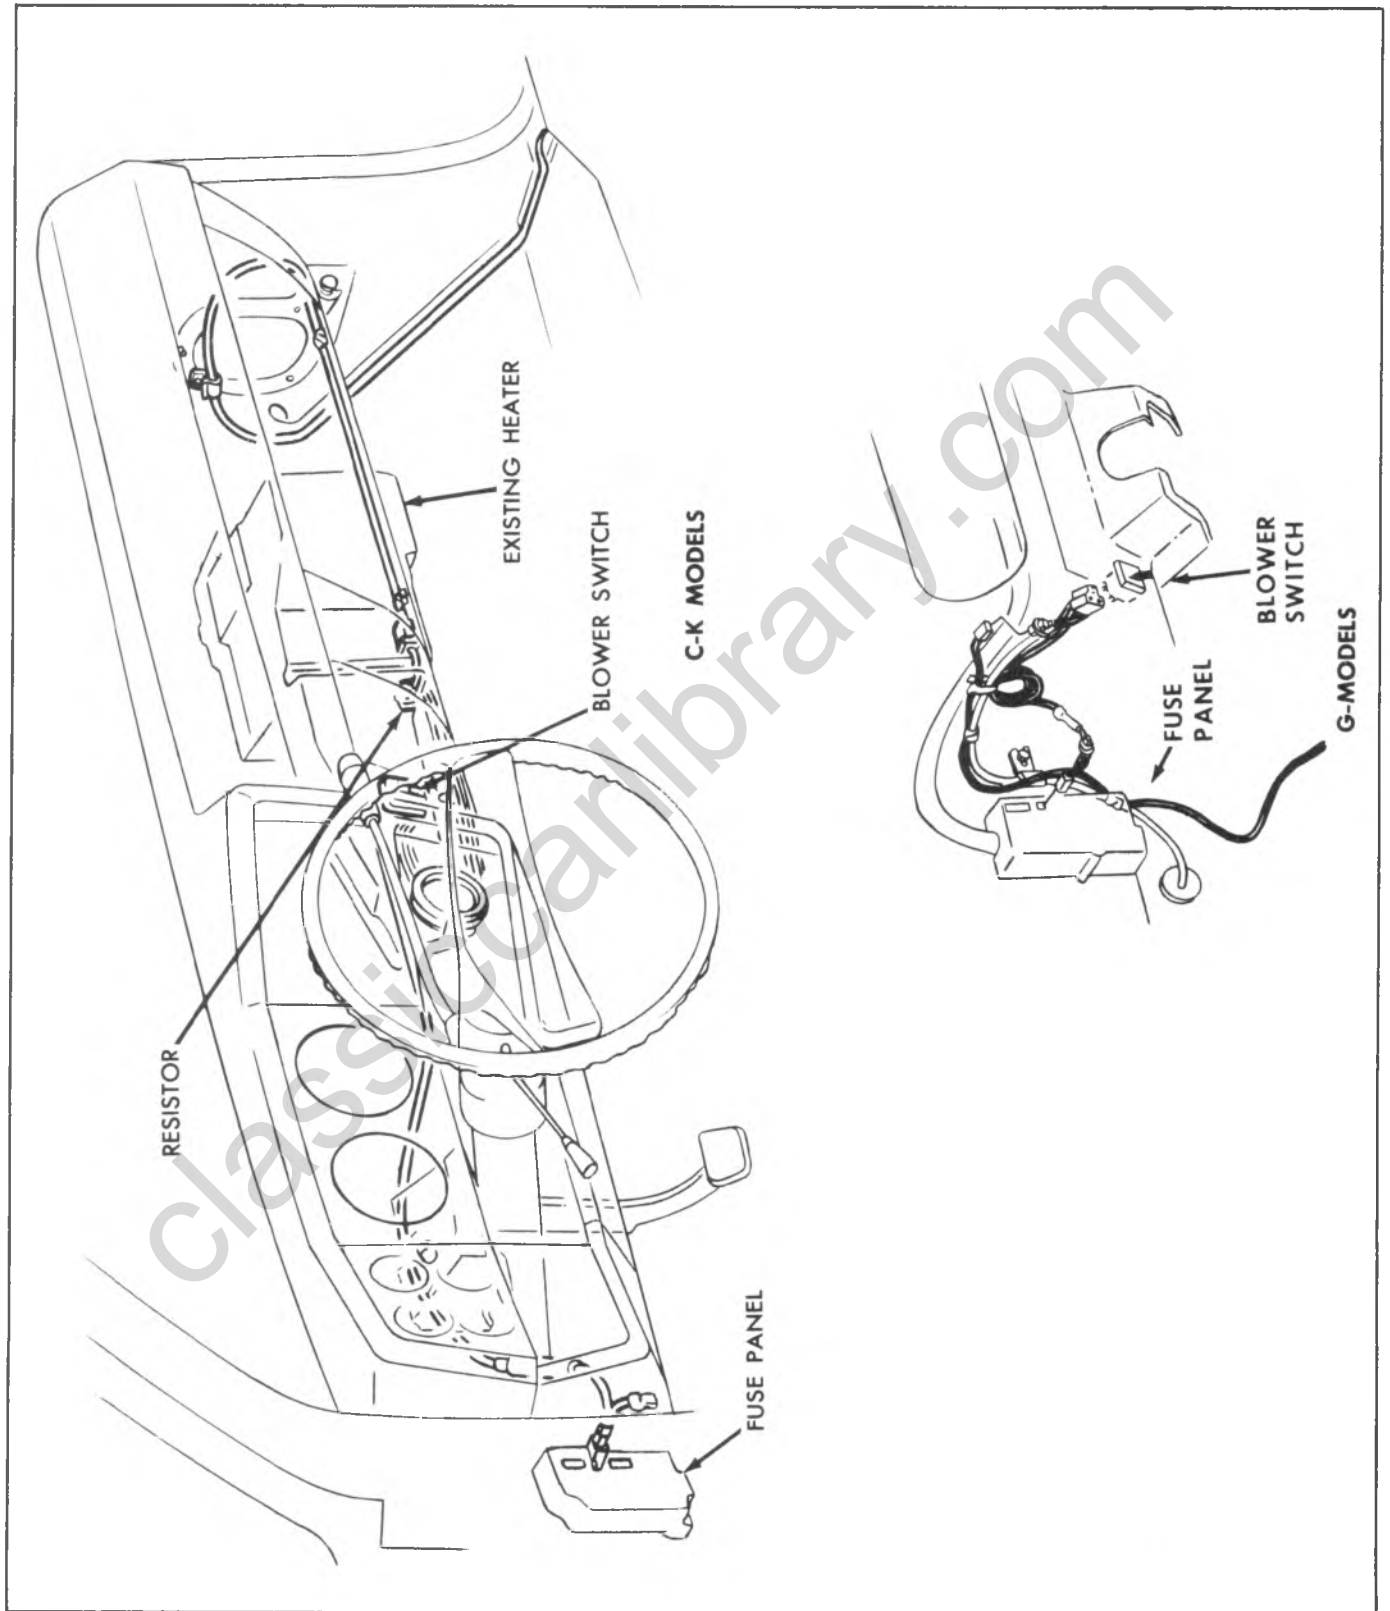 RESISTOR
EXISTING HEATER
BLOWER SWITCH
C-K MODELS
FUSE PANEL
FUSE
PANEL
BLOWER
SWITCH
G-MODELS
classiccarlibrary.com